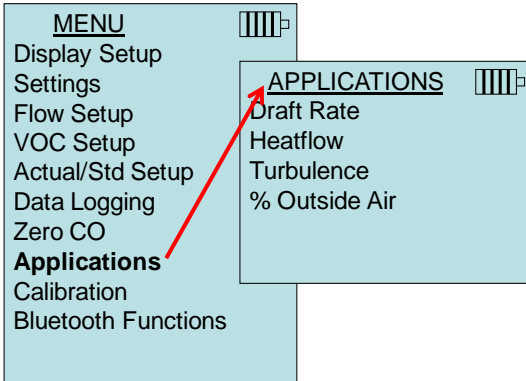 MENU
Display Setup
Settings
Flow Setup
VOC Setup
Actual/Std Setup
Data Logging
Zero CO
Applications
Calibration
Bluetooth Functions
APPLICATIONS
Draft Rate
Heatflow
Turbulence
% Outside Air